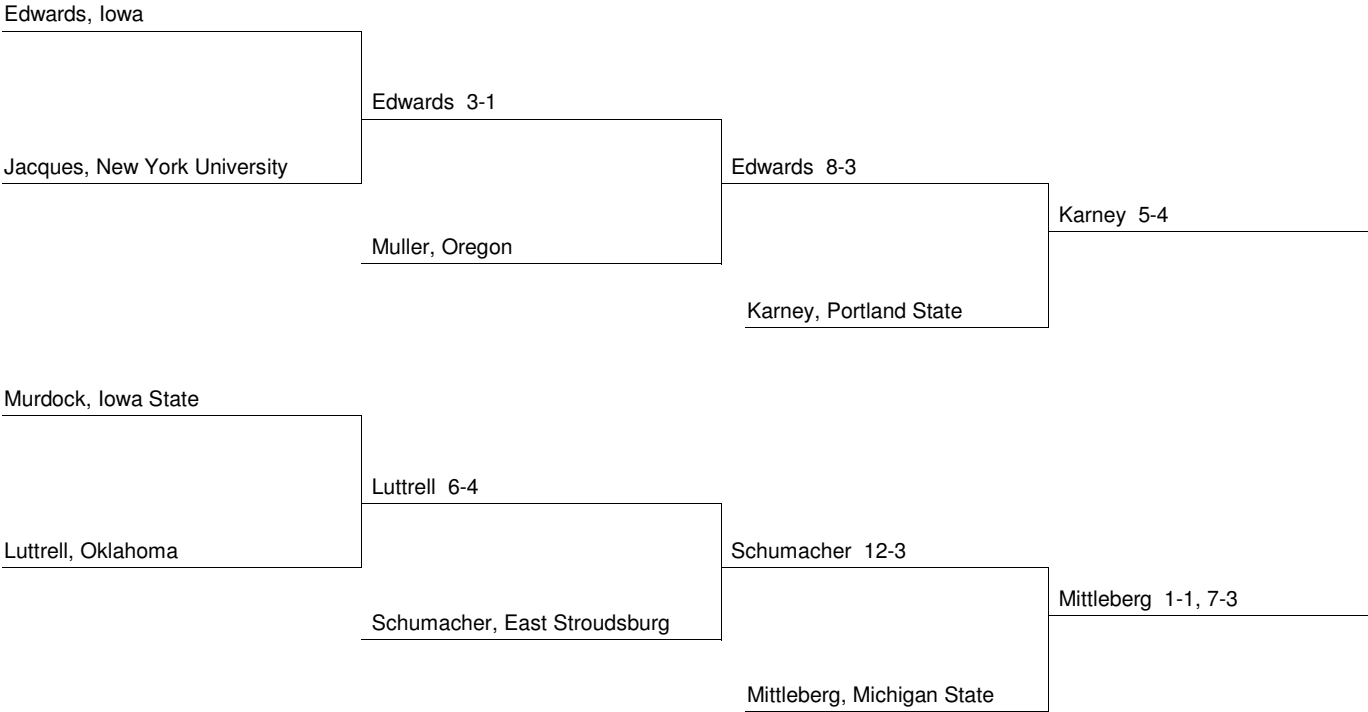 Edwards, Iowa
Edwards  3-1
Jacques, New York University
Edwards  8-3
Karney  5-4
Muller, Oregon
Karney, Portland State
Murdock, Iowa State
Luttrell  6-4
Luttrell, Oklahoma
Schumacher  12-3
Mittleberg  1-1, 7-3
Schumacher, East Stroudsburg
Mittleberg, Michigan State